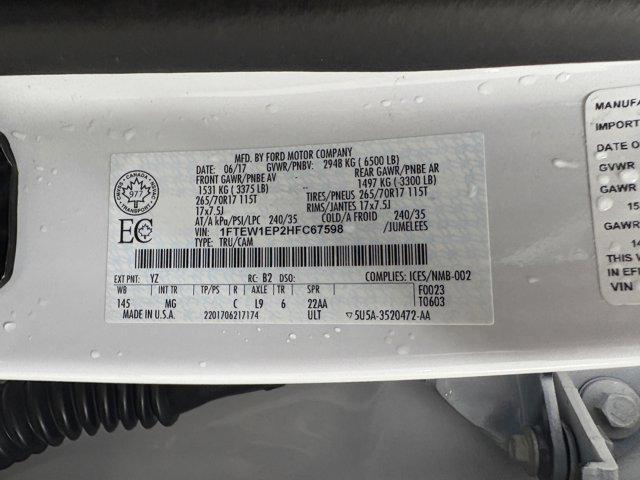 MFD. BY FORD MOTOR COMPANY
DATE: 06/17 GVWR/PNBV: 2948 KG ( 6500 LB)
FRONT GAWR/PNBE AV REAR GAWR/PNBE AR
1531 KG ( 3375 LB) 1497 KG ( 3300 LB)
265/70R17 115T TIRES/PNEUS 265/70R17 115T
17x7.5J RIMS/JANTES 17x7.5J
AT/A kPa/PSI/LPC 240/35 COLD/A FROID 240/35
VIN: 1FTEW1EP2HFC67598 /JUMELEES
TYPE: TRU/CAM
CANADA
977
TRANSPORT
EC
EXT PNT: YZ RC: B2 DSO: COMPLIES: ICES/NMB-002
WB INT TR TP/PS R AXLE TR SPR F0023
145 MG C L9 6 22AA T0603
MADE IN U.S.A. 2201706217174 ULT ▽5U5A-3520472-AA
MANUFA
IMPORT
GVWR
GAWR
15
GAWR
14
THIS V
IN EF
VIN